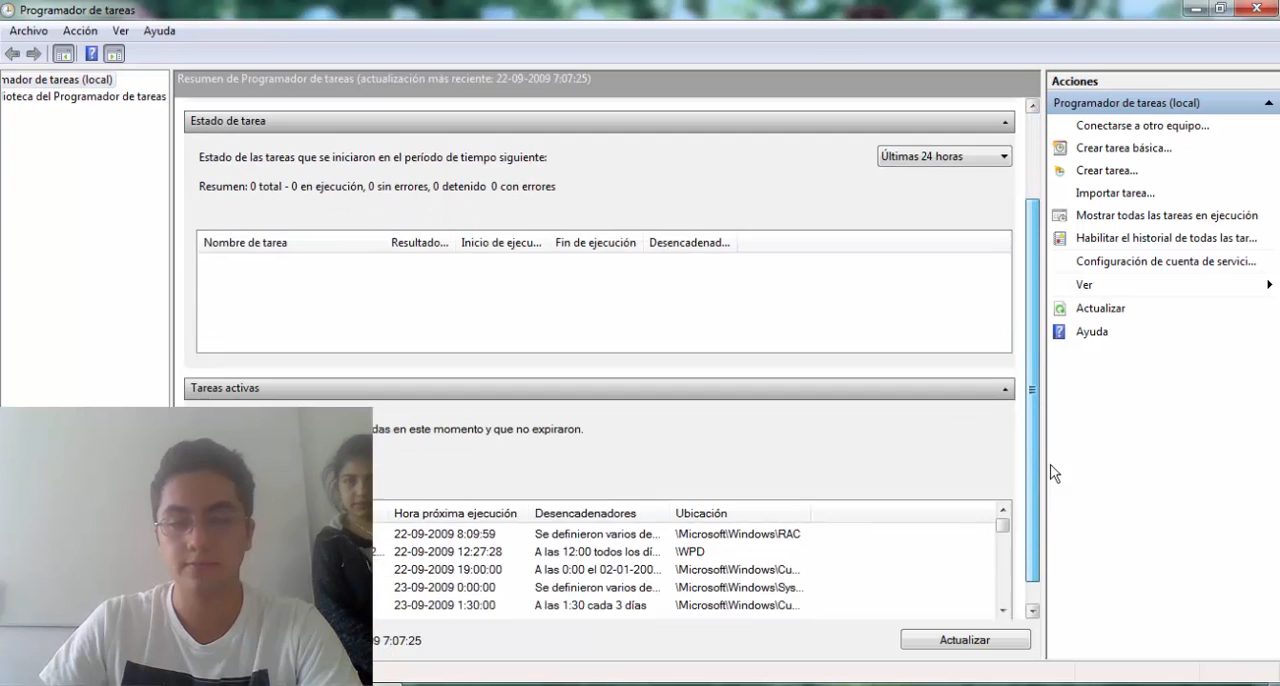 Programador de tareas
Archivo Acción Ver Ayuda
mador de tareas (local)
ioteca del Programador de tareas
Resumen de Programador de tareas (actualización más reciente: 22-09-2009 7:07:25)
Estado de tarea
Estado de las tareas que se iniciaron en el período de tiempo siguiente:
Últimas 24 horas
Resumen: 0 total - 0 en ejecución, 0 sin errores, 0 detenido 0 con errores
Nombre de tarea Resultado... Inicio de ejecu... Fin de ejecución Desencadenad...
Tareas activas
das en este momento y que no expiraron.
Hora próxima ejecución Desencadenadores Ubicación
22-09-2009 8:09:59 Se definieron varios de... \Microsoft\Windows\RAC
2... 22-09-2009 12:27:28 A las 12:00 todos los dí... \WPD
22-09-2009 19:00:00 A las 0:00 el 02-01-200... \Microsoft\Windows\Cu...
23-09-2009 0:00:00 Se definieron varios de... \Microsoft\Windows\Sys...
23-09-2009 1:30:00 A las 1:30 cada 3 días \Microsoft\Windows\Cu...
9 7:07:25
Actualizar
Acciones
Programador de tareas (local)
Conectarse a otro equipo...
Crear tarea básica...
Crear tarea...
Importar tarea...
Mostrar todas las tareas en ejecución
Habilitar el historial de todas las tar...
Configuración de cuenta de servici...
Ver
Actualizar
Ayuda